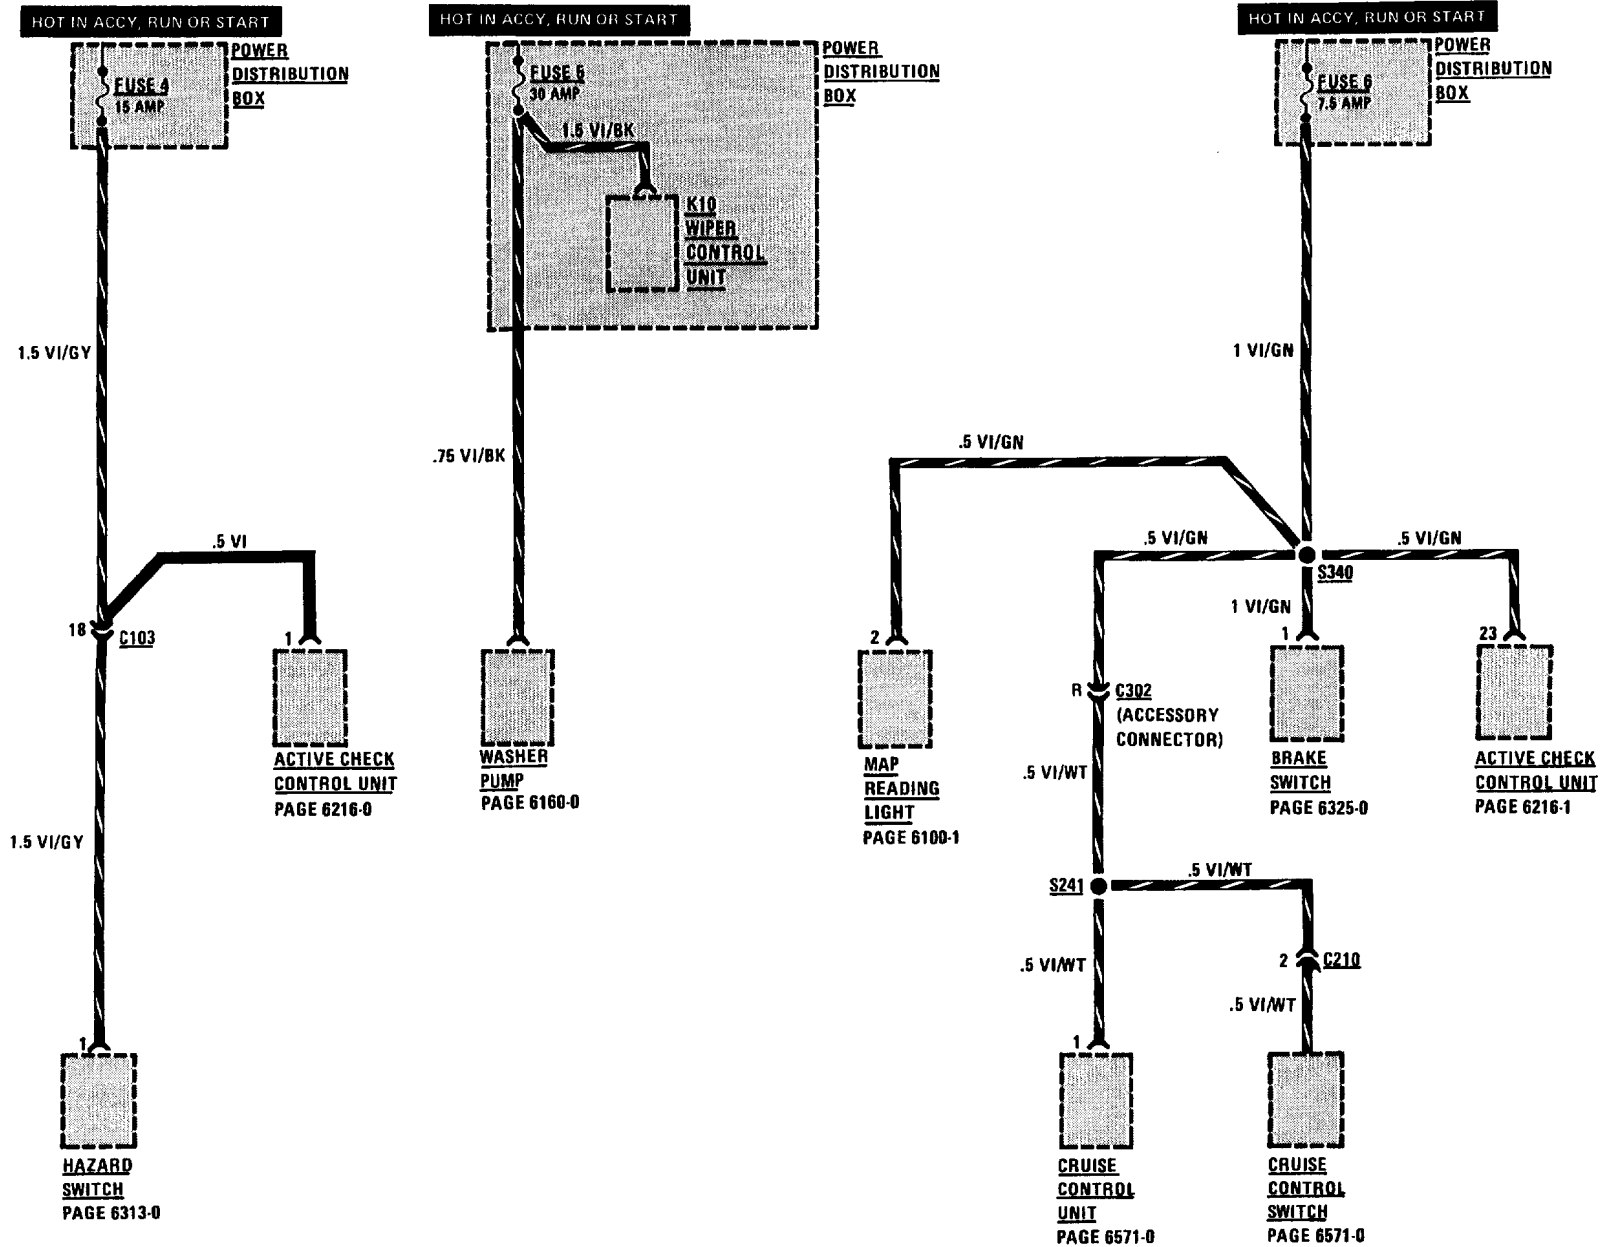 HOT IN ACCY, RUN OR START
POWER
DISTRIBUTION
BOX
FUSE 4
15 AMP
1.5 VI/GY
.5 VI
18
C103
1
ACTIVE CHECK
CONTROL UNIT
PAGE 6216-0
1.5 VI/GY
1
HAZARD
SWITCH
PAGE 6313-0
HOT IN ACCY, RUN OR START
POWER
DISTRIBUTION
BOX
FUSE 5
30 AMP
1.5 VI/BK
K10
WIPER
CONTROL
UNIT
.75 VI/BK
WASHER
PUMP
PAGE 6160-0
HOT IN ACCY, RUN OR START
POWER
DISTRIBUTION
BOX
FUSE 6
7.5 AMP
1 VI/GN
.5 VI/GN
.5 VI/GN
.5 VI/GN
S340
1 VI/GN
2
MAP
READING
LIGHT
PAGE 6100-1
R
C302
(ACCESSORY
CONNECTOR)
1
BRAKE
SWITCH
PAGE 6325-0
23
ACTIVE CHECK
CONTROL UNIT
PAGE 6216-1
.5 VI/WT
S241
.5 VI/WT
.5 VI/WT
2
C210
.5 VI/WT
1
CRUISE
CONTROL
UNIT
PAGE 6571-0
CRUISE
CONTROL
SWITCH
PAGE 6571-0